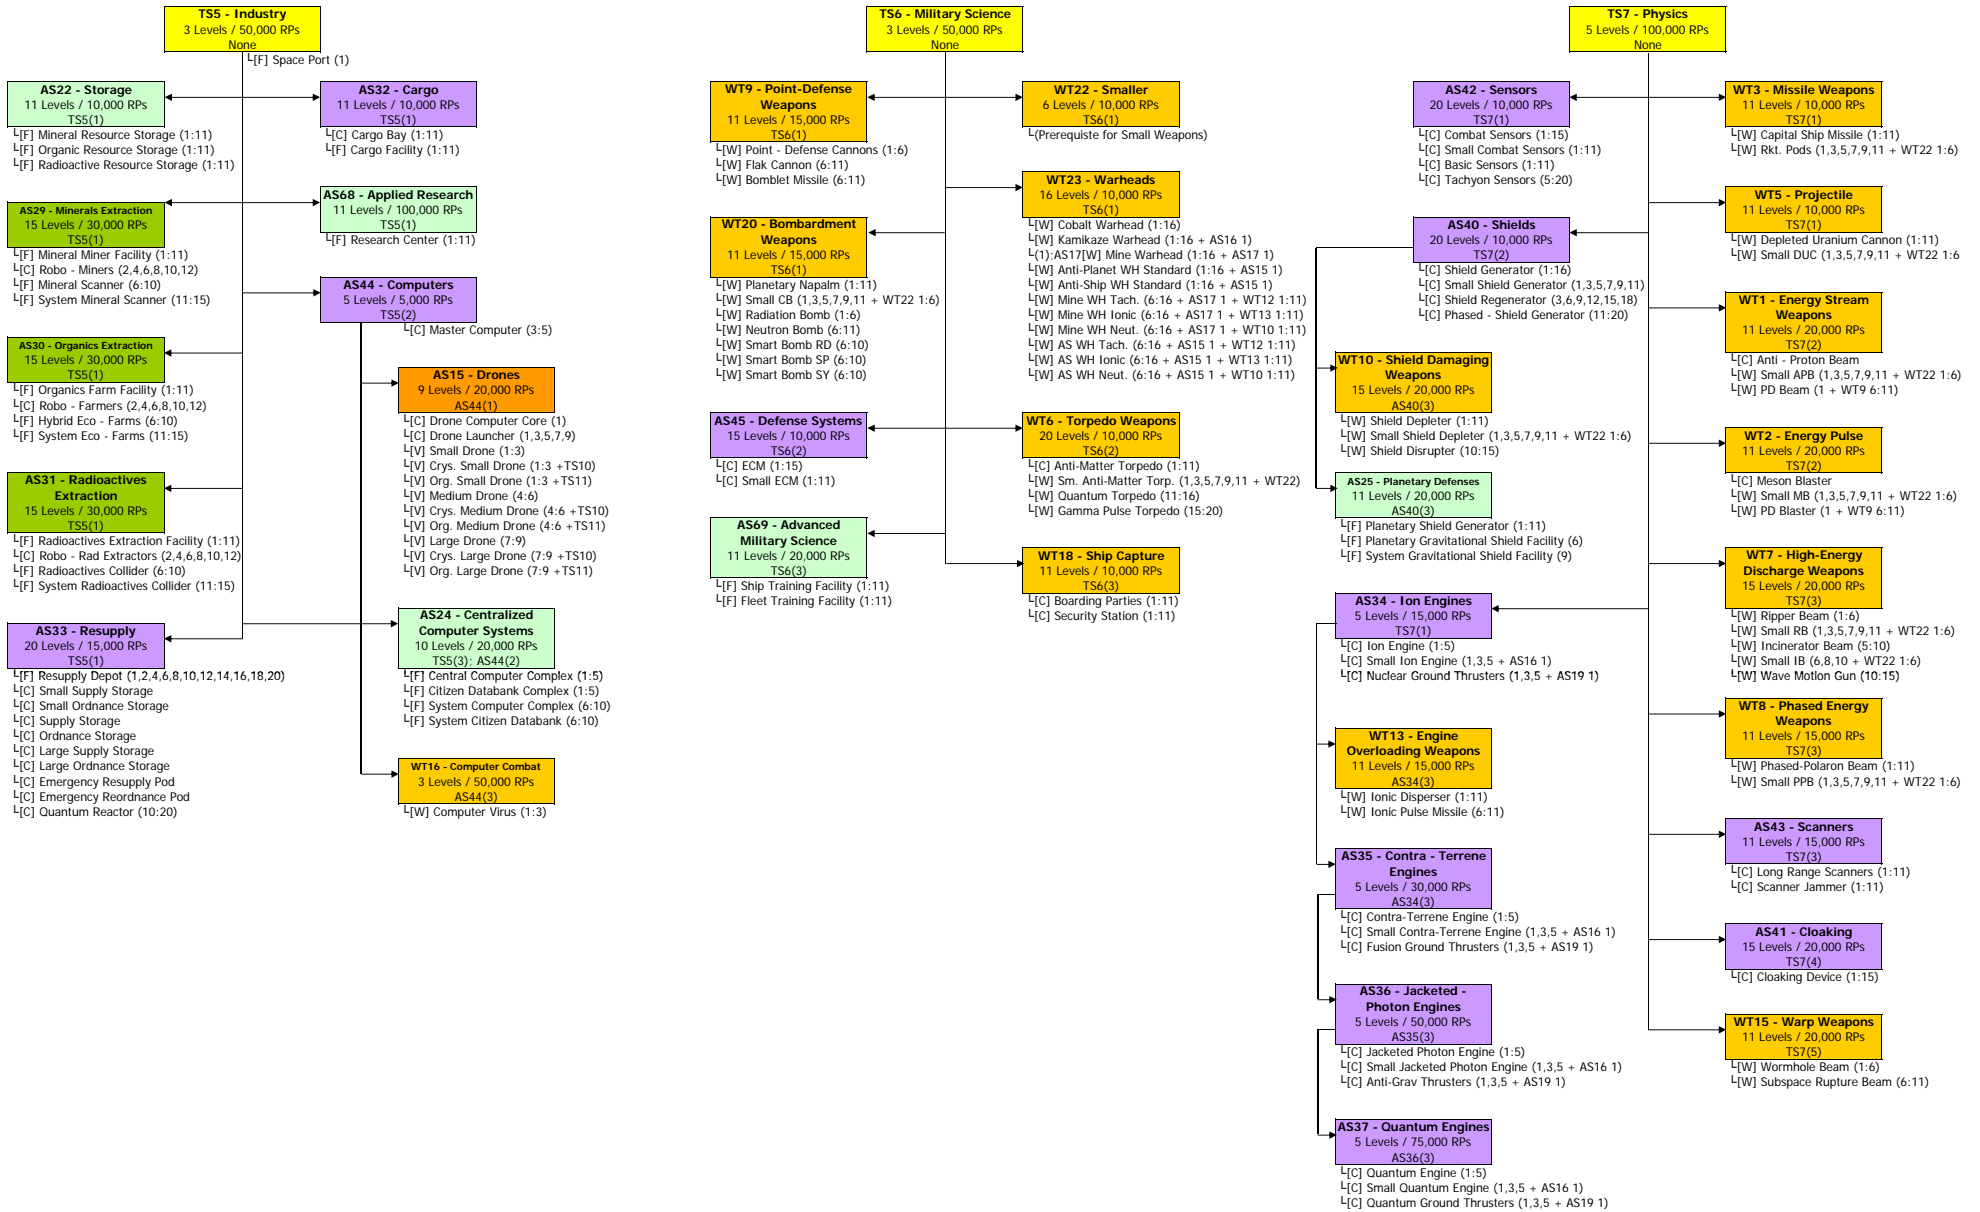 TS5 - Industry
3 Levels / 50,000 RPs
None
[F] Space Port (1)
AS22 - Storage
11 Levels / 10,000 RPs
TS5(1)
[F] Mineral Resource Storage (1:11)
[F] Organic Resource Storage (1:11)
[F] Radioactive Resource Storage (1:11)
AS32 - Cargo
11 Levels / 10,000 RPs
TS5(1)
[C] Cargo Bay (1:11)
[F] Cargo Facility (1:11)
AS68 - Applied Research
11 Levels / 100,000 RPs
TS5(1)
[F] Research Center (1:11)
AS29 - Minerals Extraction
15 Levels / 30,000 RPs
TS5(1)
[F] Mineral Miner Facility (1:11)
[C] Robo - Miners (2,4,6,8,10,12)
[F] Mineral Scanner (6:10)
[F] System Mineral Scanner (11:15)
AS44 - Computers
5 Levels / 5,000 RPs
TS5(2)
[C] Master Computer (3:5)
AS30 - Organics Extraction
15 Levels / 30,000 RPs
TS5(1)
[F] Organics Farm Facility (1:11)
[C] Robo - Farmers (2,4,6,8,10,12)
[F] Hybrid Eco - Farms (6:10)
[F] System Eco - Farms (11:15)
AS15 - Drones
9 Levels / 20,000 RPs
AS44(1)
[C] Drone Computer Core (1)
[C] Drone Launcher (1,3,5,7,9)
[V] Small Drone (1:3)
[V] Crys. Small Drone (1:3 +TS10)
[V] Org. Small Drone (1:3 +TS11)
[V] Medium Drone (4:6)
[V] Crys. Medium Drone (4:6 +TS10)
[V] Org. Medium Drone (4:6 +TS11)
[V] Large Drone (7:9)
[V] Crys. Large Drone (7:9 +TS10)
[V] Org. Large Drone (7:9 +TS11)
AS31 - Radioactives
Extraction
15 Levels / 30,000 RPs
TS5(1)
[F] Radioactives Extraction Facility (1:11)
[C] Robo - Rad Extractors (2,4,6,8,10,12)
[F] Radioactives Collider (6:10)
[F] System Radioactives Collider (11:15)
AS24 - Centralized
Computer Systems
10 Levels / 20,000 RPs
TS5(3); AS44(2)
[F] Central Computer Complex (1:5)
[F] Citizen Databank Complex (1:5)
[F] System Computer Complex (6:10)
[F] System Citizen Databank (6:10)
AS33 - Resupply
20 Levels / 15,000 RPs
TS5(1)
[F] Resupply Depot (1,2,4,6,8,10,12,14,16,18,20)
[C] Small Supply Storage
[C] Small Ordnance Storage
[C] Supply Storage
[C] Ordnance Storage
[C] Large Supply Storage
[C] Large Ordnance Storage
[C] Emergency Resupply Pod
[C] Emergency Reordnance Pod
[C] Quantum Reactor (10:20)
WT16 - Computer Combat
3 Levels / 50,000 RPs
AS44(3)
[W] Computer Virus (1:3)
TS6 - Military Science
3 Levels / 50,000 RPs
None
WT9 - Point-Defense
Weapons
11 Levels / 15,000 RPs
TS6(1)
[W] Point - Defense Cannons (1:6)
[W] Flak Cannon (6:11)
[W] Bomblet Missile (6:11)
WT22 - Smaller
6 Levels / 10,000 RPs
TS6(1)
(Prerequiste for Small Weapons)
WT23 - Warheads
16 Levels / 10,000 RPs
TS6(1)
[W] Cobalt Warhead (1:16)
[W] Kamikaze Warhead (1:16 + AS16 1)
(1);AS17[W] Mine Warhead (1:16 + AS17 1)
[W] Anti-Planet WH Standard (1:16 + AS15 1)
[W] Anti-Ship WH Standard (1:16 + AS15 1)
[W] Mine WH Tach. (6:16 + AS17 1 + WT12 1:11)
[W] Mine WH Ionic (6:16 + AS17 1 + WT13 1:11)
[W] Mine WH Neut. (6:16 + AS17 1 + WT10 1:11)
[W] AS WH Tach. (6:16 + AS15 1 + WT12 1:11)
[W] AS WH Ionic (6:16 + AS15 1 + WT13 1:11)
[W] AS WH Neut. (6:16 + AS15 1 + WT10 1:11)
WT20 - Bombardment
Weapons
11 Levels / 15,000 RPs
TS6(1)
[W] Planetary Napalm (1:11)
[W] Small CB (1,3,5,7,9,11 + WT22 1:6)
[W] Radiation Bomb (1:6)
[W] Neutron Bomb (6:11)
[W] Smart Bomb RD (6:10)
[W] Smart Bomb SP (6:10)
[W] Smart Bomb SY (6:10)
AS45 - Defense Systems
15 Levels / 10,000 RPs
TS6(2)
[C] ECM (1:15)
[C] Small ECM (1:11)
WT6 - Torpedo Weapons
20 Levels / 10,000 RPs
TS6(2)
[C] Anti-Matter Torpedo (1:11)
[W] Sm. Anti-Matter Torp. (1,3,5,7,9,11 + WT22)
[W] Quantum Torpedo (11:16)
[W] Gamma Pulse Torpedo (15:20)
AS69 - Advanced
Military Science
11 Levels / 20,000 RPs
TS6(3)
[F] Ship Training Facility (1:11)
[F] Fleet Training Facility (1:11)
WT18 - Ship Capture
11 Levels / 10,000 RPs
TS6(3)
[C] Boarding Parties (1:11)
[C] Security Station (1:11)
TS7 - Physics
5 Levels / 100,000 RPs
None
AS42 - Sensors
20 Levels / 10,000 RPs
TS7(1)
[C] Combat Sensors (1:15)
[C] Small Combat Sensors (1:11)
[C] Basic Sensors (1:11)
[C] Tachyon Sensors (5:20)
WT3 - Missile Weapons
11 Levels / 10,000 RPs
TS7(1)
[W] Capital Ship Missile (1:11)
[W] Rkt. Pods (1,3,5,7,9,11 + WT22 1:6)
WT5 - Projectile
11 Levels / 10,000 RPs
TS7(1)
[W] Depleted Uranium Cannon (1:11)
[W] Small DUC (1,3,5,7,9,11 + WT22 1:6
AS40 - Shields
20 Levels / 10,000 RPs
TS7(2)
[C] Shield Generator (1:16)
[C] Small Shield Generator (1,3,5,7,9,11)
[C] Shield Regenerator (3,6,9,12,15,18)
[C] Phased - Shield Generator (11:20)
WT1 - Energy Stream
Weapons
11 Levels / 20,000 RPs
TS7(2)
[C] Anti - Proton Beam
[W] Small APB (1,3,5,7,9,11 + WT22 1:6)
[W] PD Beam (1 + WT9 6:11)
WT10 - Shield Damaging
Weapons
15 Levels / 20,000 RPs
AS40(3)
[W] Shield Depleter (1:11)
[W] Small Shield Depleter (1,3,5,7,9,11 + WT22 1:6)
[W] Shield Disrupter (10:15)
WT2 - Energy Pulse
11 Levels / 20,000 RPs
TS7(2)
[C] Meson Blaster
[W] Small MB (1,3,5,7,9,11 + WT22 1:6)
[W] PD Blaster (1 + WT9 6:11)
AS25 - Planetary Defenses
11 Levels / 20,000 RPs
AS40(3)
[F] Planetary Shield Generator (1:11)
[F] Planetary Gravitational Shield Facility (6)
[F] System Gravitational Shield Facility (9)
WT7 - High-Energy
Discharge Weapons
15 Levels / 20,000 RPs
TS7(3)
[W] Ripper Beam (1:6)
[W] Small RB (1,3,5,7,9,11 + WT22 1:6)
[W] Incinerator Beam (5:10)
[W] Small IB (6,8,10 + WT22 1:6)
[W] Wave Motion Gun (10:15)
AS34 - Ion Engines
5 Levels / 15,000 RPs
TS7(1)
[C] Ion Engine (1:5)
[C] Small Ion Engine (1,3,5 + AS16 1)
[C] Nuclear Ground Thrusters (1,3,5 + AS19 1)
WT8 - Phased Energy
Weapons
11 Levels / 15,000 RPs
TS7(3)
[W] Phased-Polaron Beam (1:11)
[W] Small PPB (1,3,5,7,9,11 + WT22 1:6)
WT13 - Engine
Overloading Weapons
11 Levels / 15,000 RPs
AS34(3)
[W] Ionic Disperser (1:11)
[W] Ionic Pulse Missile (6:11)
AS43 - Scanners
11 Levels / 15,000 RPs
TS7(3)
[C] Long Range Scanners (1:11)
[C] Scanner Jammer (1:11)
AS35 - Contra - Terrene
Engines
5 Levels / 30,000 RPs
AS34(3)
[C] Contra-Terrene Engine (1:5)
[C] Small Contra-Terrene Engine (1,3,5 + AS16 1)
[C] Fusion Ground Thrusters (1,3,5 + AS19 1)
AS41 - Cloaking
15 Levels / 20,000 RPs
TS7(4)
[C] Cloaking Device (1:15)
AS36 - Jacketed -
Photon Engines
5 Levels / 50,000 RPs
AS35(3)
[C] Jacketed Photon Engine (1:5)
[C] Small Jacketed Photon Engine (1,3,5 + AS16 1)
[C] Anti-Grav Thrusters (1,3,5 + AS19 1)
WT15 - Warp Weapons
11 Levels / 20,000 RPs
TS7(5)
[W] Wormhole Beam (1:6)
[W] Subspace Rupture Beam (6:11)
AS37 - Quantum Engines
5 Levels / 75,000 RPs
AS36(3)
[C] Quantum Engine (1:5)
[C] Small Quantum Engine (1,3,5 + AS16 1)
[C] Quantum Ground Thrusters (1,3,5 + AS19 1)